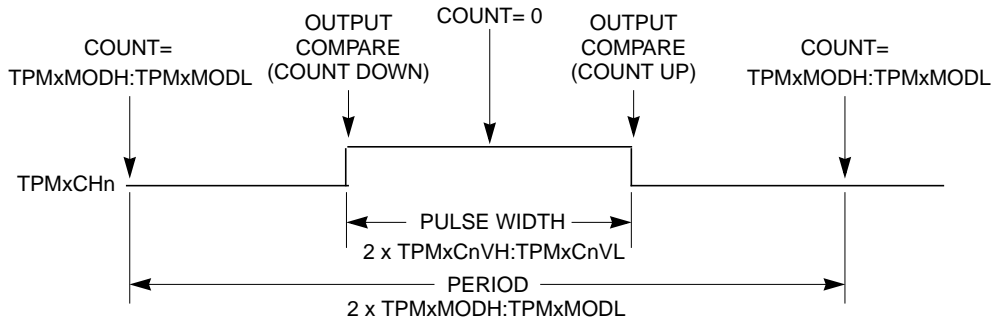 COUNT= 0
OUTPUT
COMPARE
(COUNT DOWN)
OUTPUT
COMPARE
(COUNT UP)
COUNT=
TPMxMODH:TPMxMODL
COUNT=
TPMxMODH:TPMxMODL
TPMxCHn
PULSE WIDTH
2 x TPMxCnVH:TPMxCnVL
PERIOD
2 x TPMxMODH:TPMxMODL